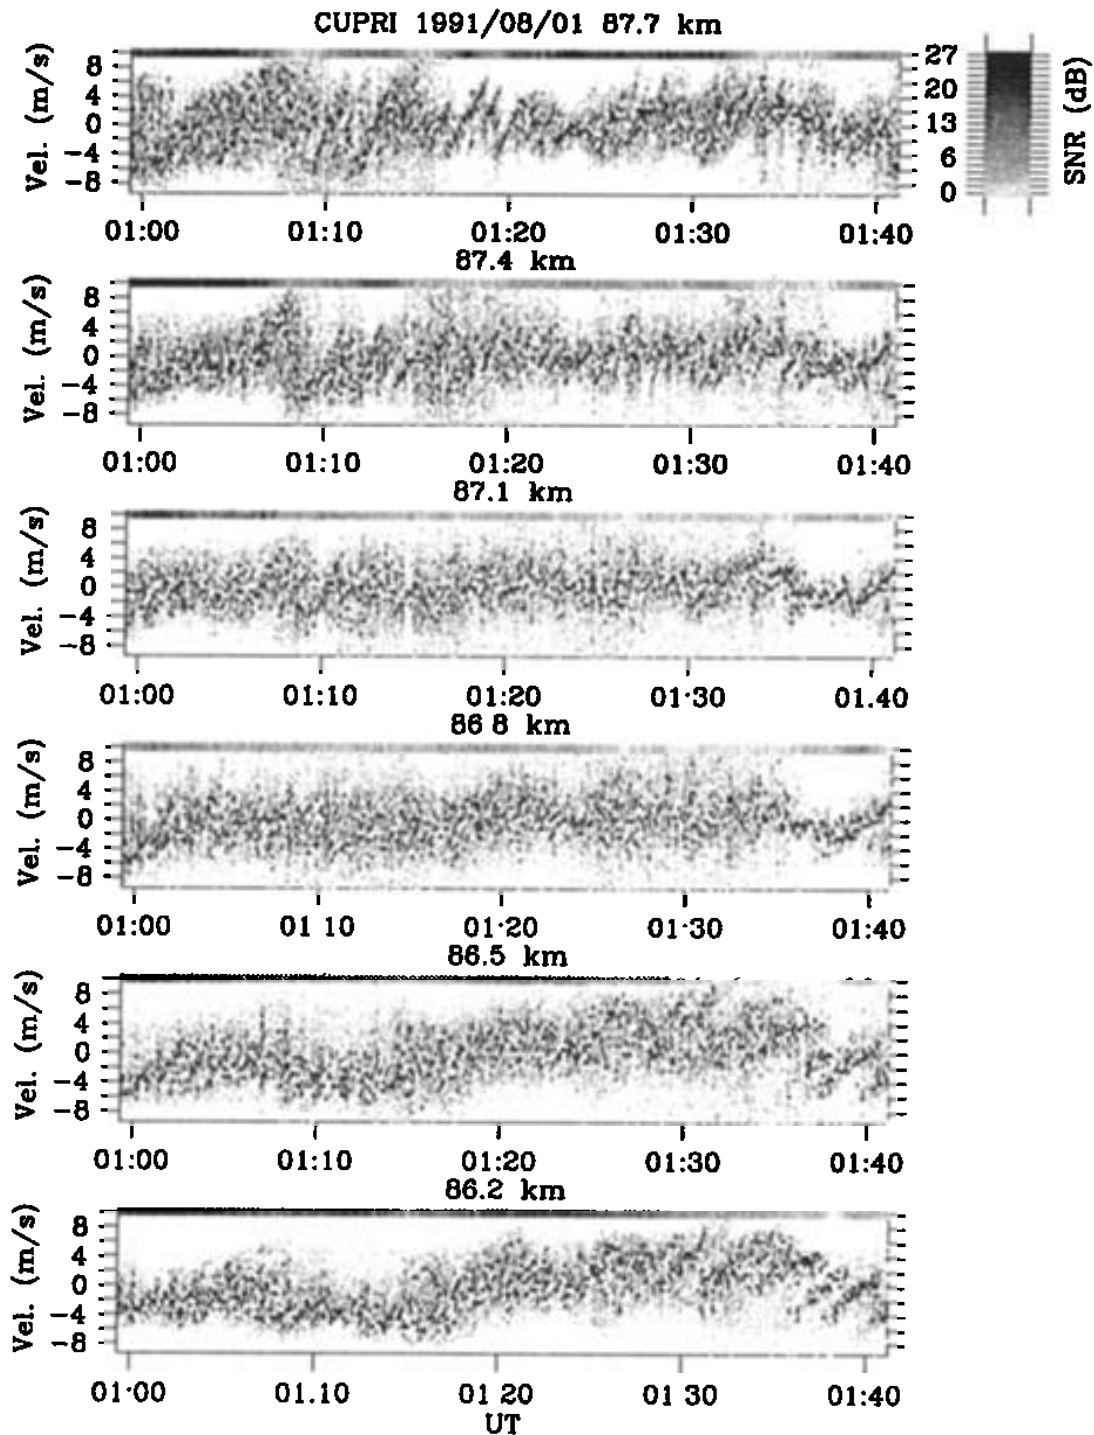 CUPRI 1991/08/01 87.7 km
Vel. (m/s)
8
4
0
−4
−8
27
20
13
6
0
SNR (dB)
01:00 01:10 01:20 01:30 01:40
87.4 km
Vel. (m/s)
8
4
0
−4
−8
01:00 01:10 01:20 01:30 01:40
87.1 km
Vel. (m/s)
8
4
0
−4
−8
01:00 01:10 01:20 01·30 01.40
86 8 km
Vel. (m/s)
8
4
0
−4
−8
01:00 01 10 01·20 01·30 01:40
86.5 km
Vel. (m/s)
8
4
0
−4
−8
01:00 01:10 01:20 01:30 01:40
86.2 km
Vel. (m/s)
8
4
0
−4
−8
01·00 01.10 01·20 01 30 01:40
UT